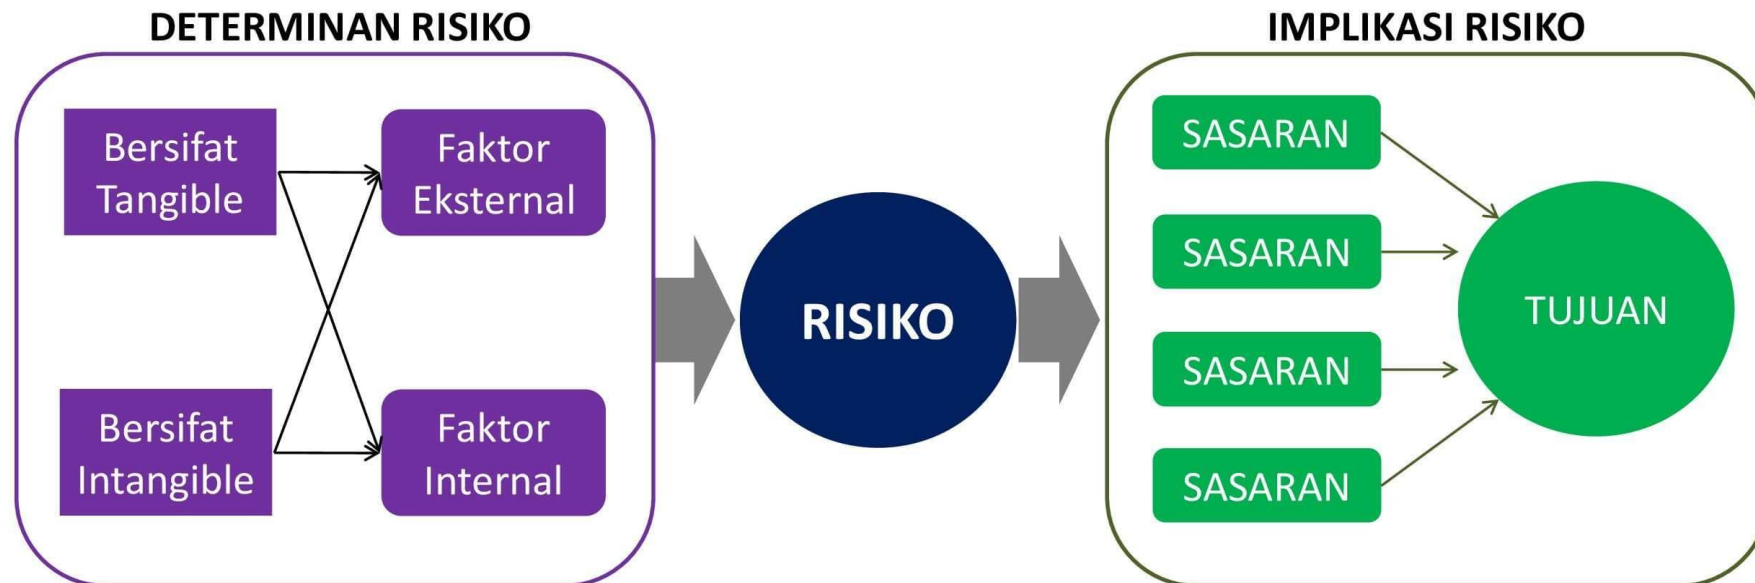 DETERMINAN RISIKO
Bersifat
Tangible
Faktor
Eksternal
Bersifat
Intangible
Faktor
Internal
RISIKO
IMPLIKASI RISIKO
SASARAN
SASARAN
SASARAN
SASARAN
TUJUAN